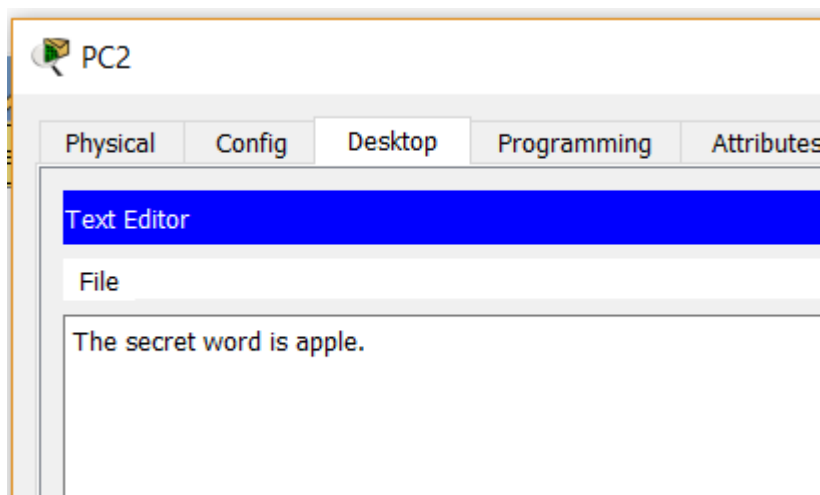 PC2
Physical Config Desktop Programming Attributes
Text Editor
File
The secret word is apple.